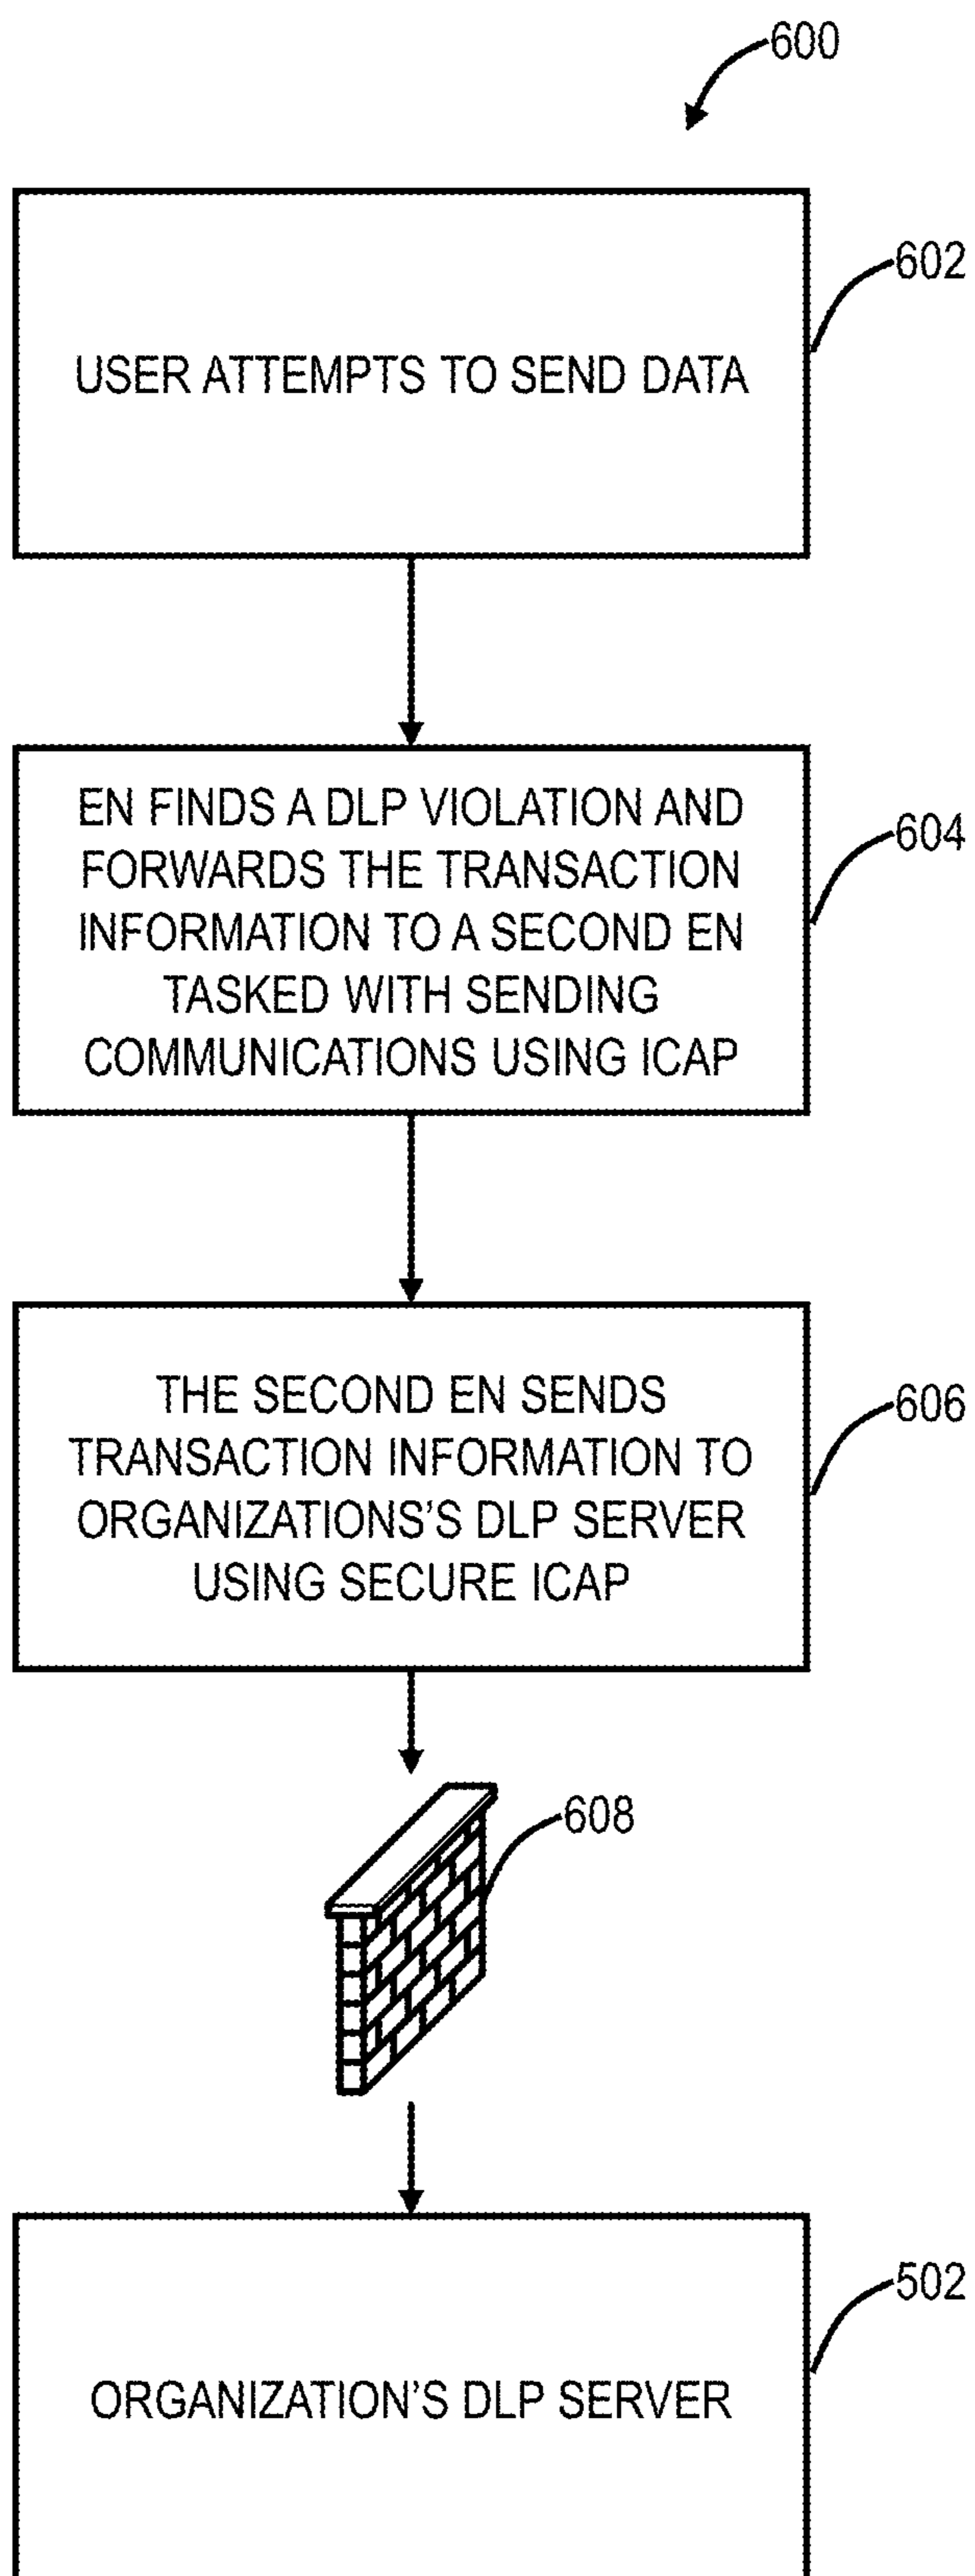 600
602
USER ATTEMPTS TO SEND DATA
604
EN FINDS A DLP VIOLATION AND
FORWARDS THE TRANSACTION
INFORMATION TO A SECOND EN
TASKED WITH SENDING
COMMUNICATIONS USING ICAP
606
THE SECOND EN SENDS
TRANSACTION INFORMATION TO
ORGANIZATIONS'S DLP SERVER
USING SECURE ICAP
608
502
ORGANIZATION'S DLP SERVER